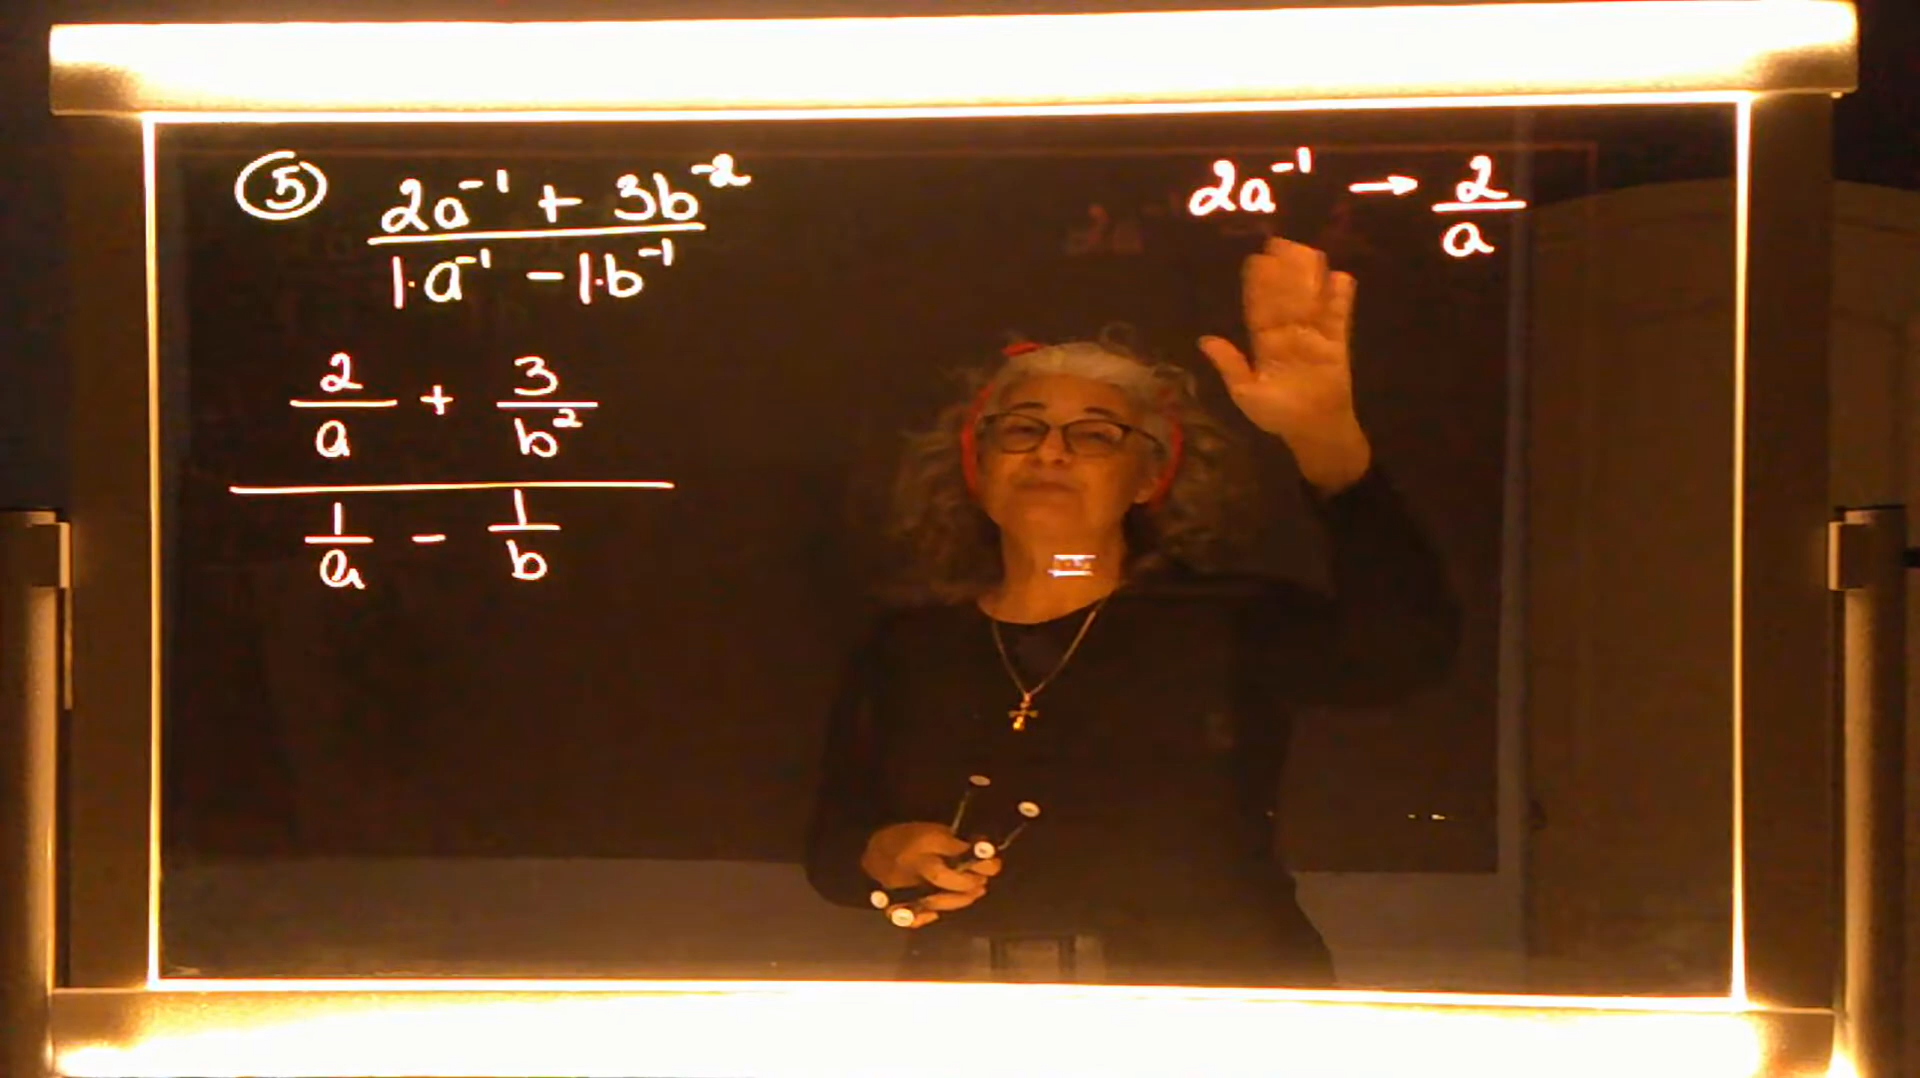 ⑤ (2a⁻¹ + 3b⁻²) / (1·a⁻¹ − 1·b⁻¹)
2a⁻¹ → 2/a
(2/a + 3/b²) / (1/a − 1/b)